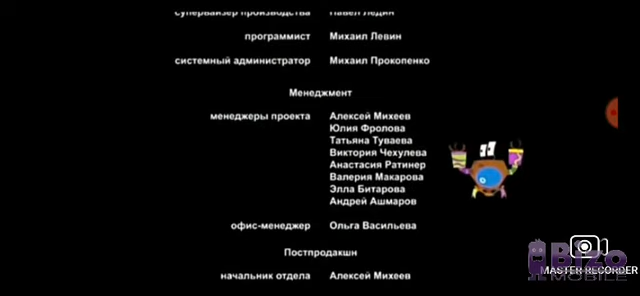 супервайзер производства Павел Ледин
программист Михаил Левин
системный администратор Михаил Прокопенко
Менеджмент
менеджеры проекта Алексей Михеев
Юлия Фролова
Татьяна Туваева
Виктория Чехулева
Анастасия Ратинер
Валерия Макарова
Элла Битарова
Андрей Ашмаров
офис-менеджер Ольга Васильева
Постпродакшн
начальник отдела Алексей Михеев
Bizo
MOBILE
MASTER RECORDER